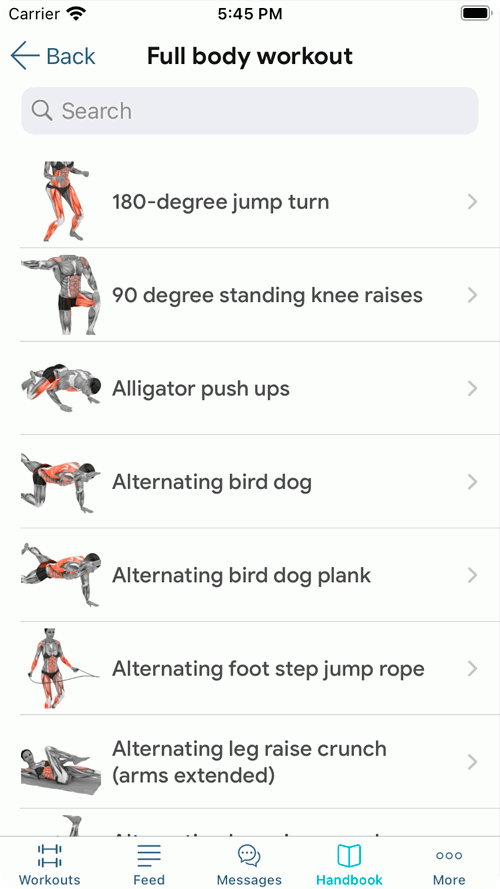 Carrier 5:45 PM
Back Full body workout
Search
180-degree jump turn
90 degree standing knee raises
Alligator push ups
Alternating bird dog
Alternating bird dog plank
Alternating foot step jump rope
Alternating leg raise crunch
(arms extended)
Workouts Feed Messages Handbook More